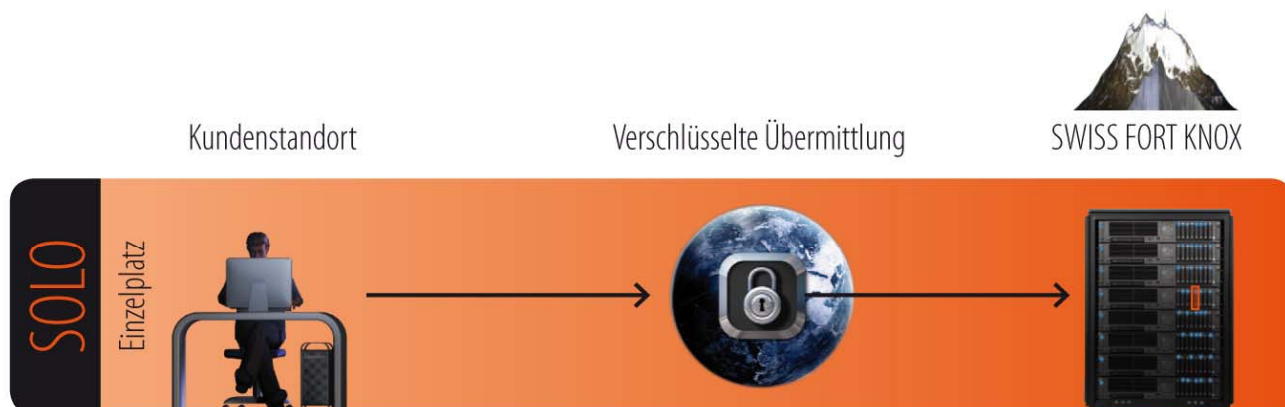 Kundenstandort
Verschlüsselte Übermittlung
SWISS FORT KNOX
SOLO
Einzelplatz